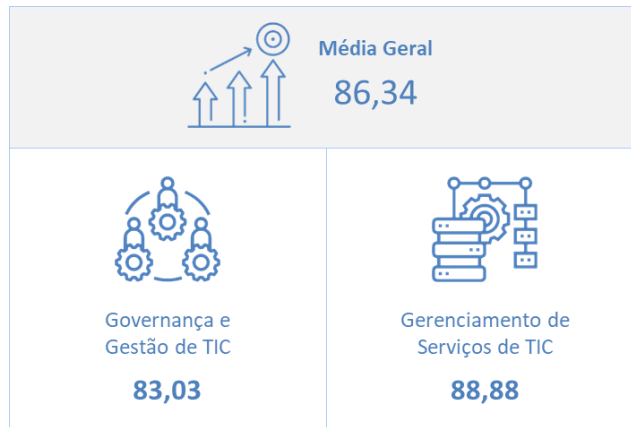 Média Geral
86,34
Governança e
Gestão de TIC
83,03
Gerenciamento de
Serviços de TIC
88,88